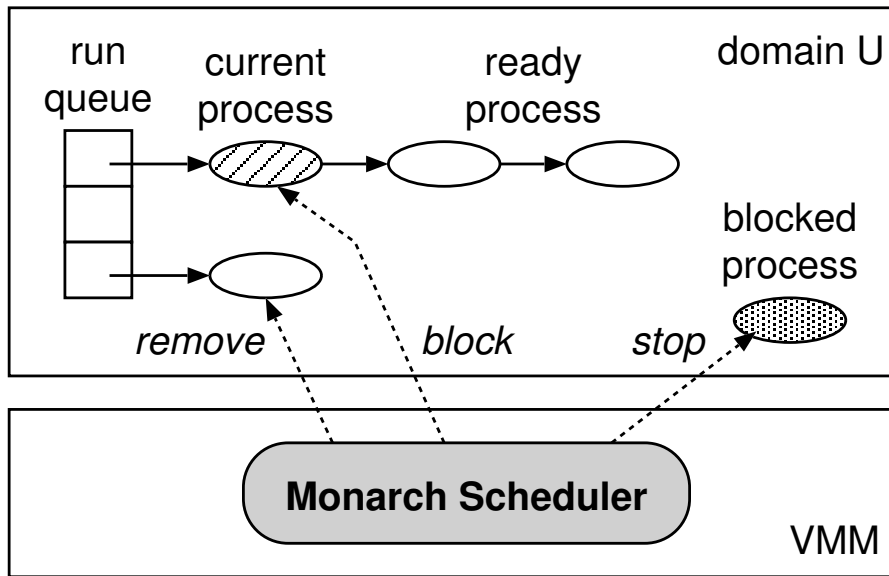 run
queue
current
process
ready
process
domain U
blocked
process
remove
block
stop
Monarch Scheduler
VMM